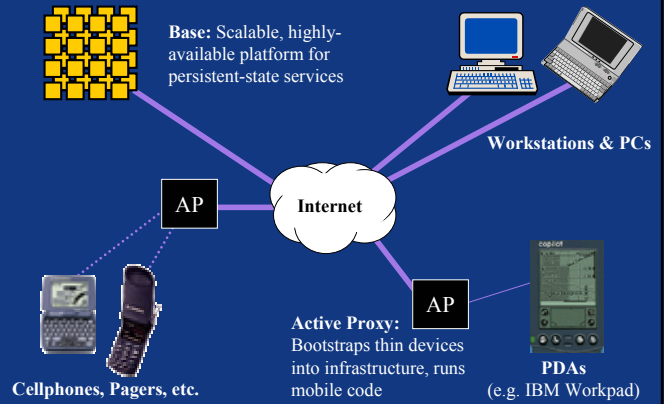 Base: Scalable, highly-
available platform for
persistent-state services
Workstations & PCs
Internet
AP
AP
copilot
Active Proxy:
Bootstraps thin devices
into infrastructure, runs
mobile code
Cellphones, Pagers, etc.
PDAs
(e.g. IBM Workpad)